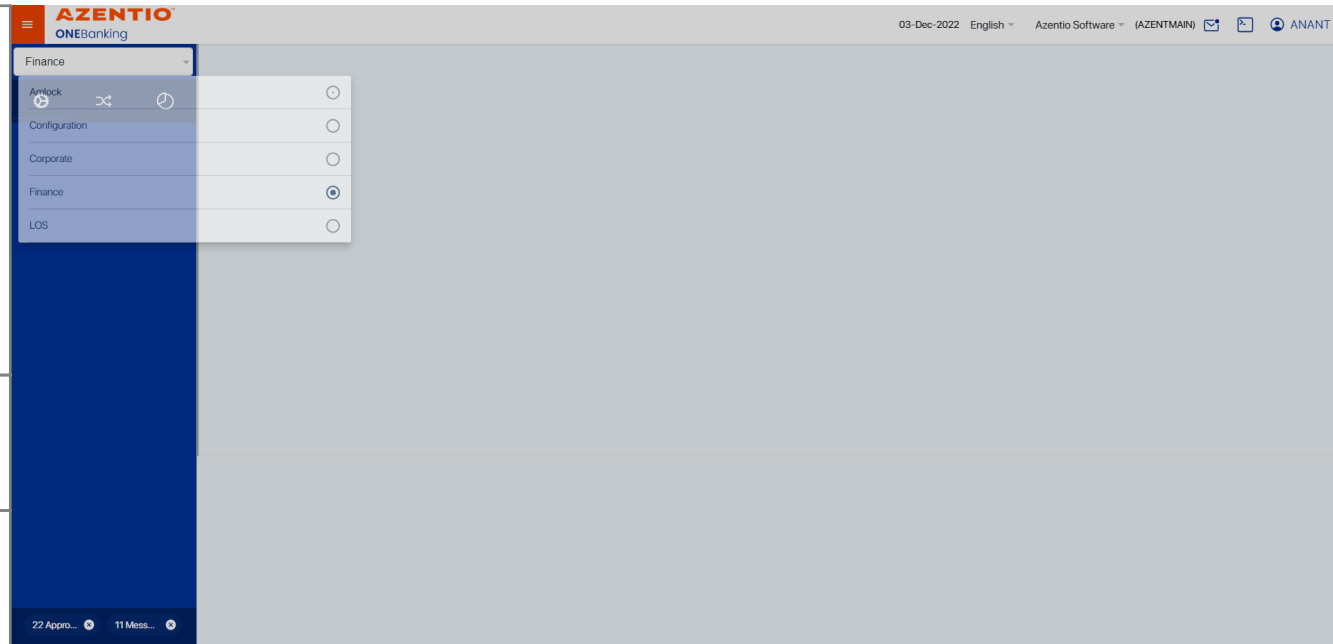 AZENTIO™
ONEBanking
03-Dec-2022 English Azentio Software (AZENTMAIN) ANANT
Finance
Amlock
Configuration
Corporate
Finance
LOS
22 Appro... 11 Mess...